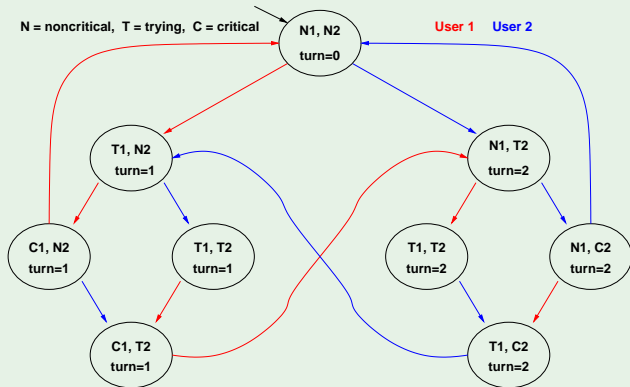 N = noncritical, T = trying, C = critical
User 1 User 2
N1, N2
turn=0
T1, N2
turn=1
N1, T2
turn=2
C1, N2
turn=1
T1, T2
turn=1
T1, T2
turn=2
N1, C2
turn=2
C1, T2
turn=1
T1, C2
turn=2